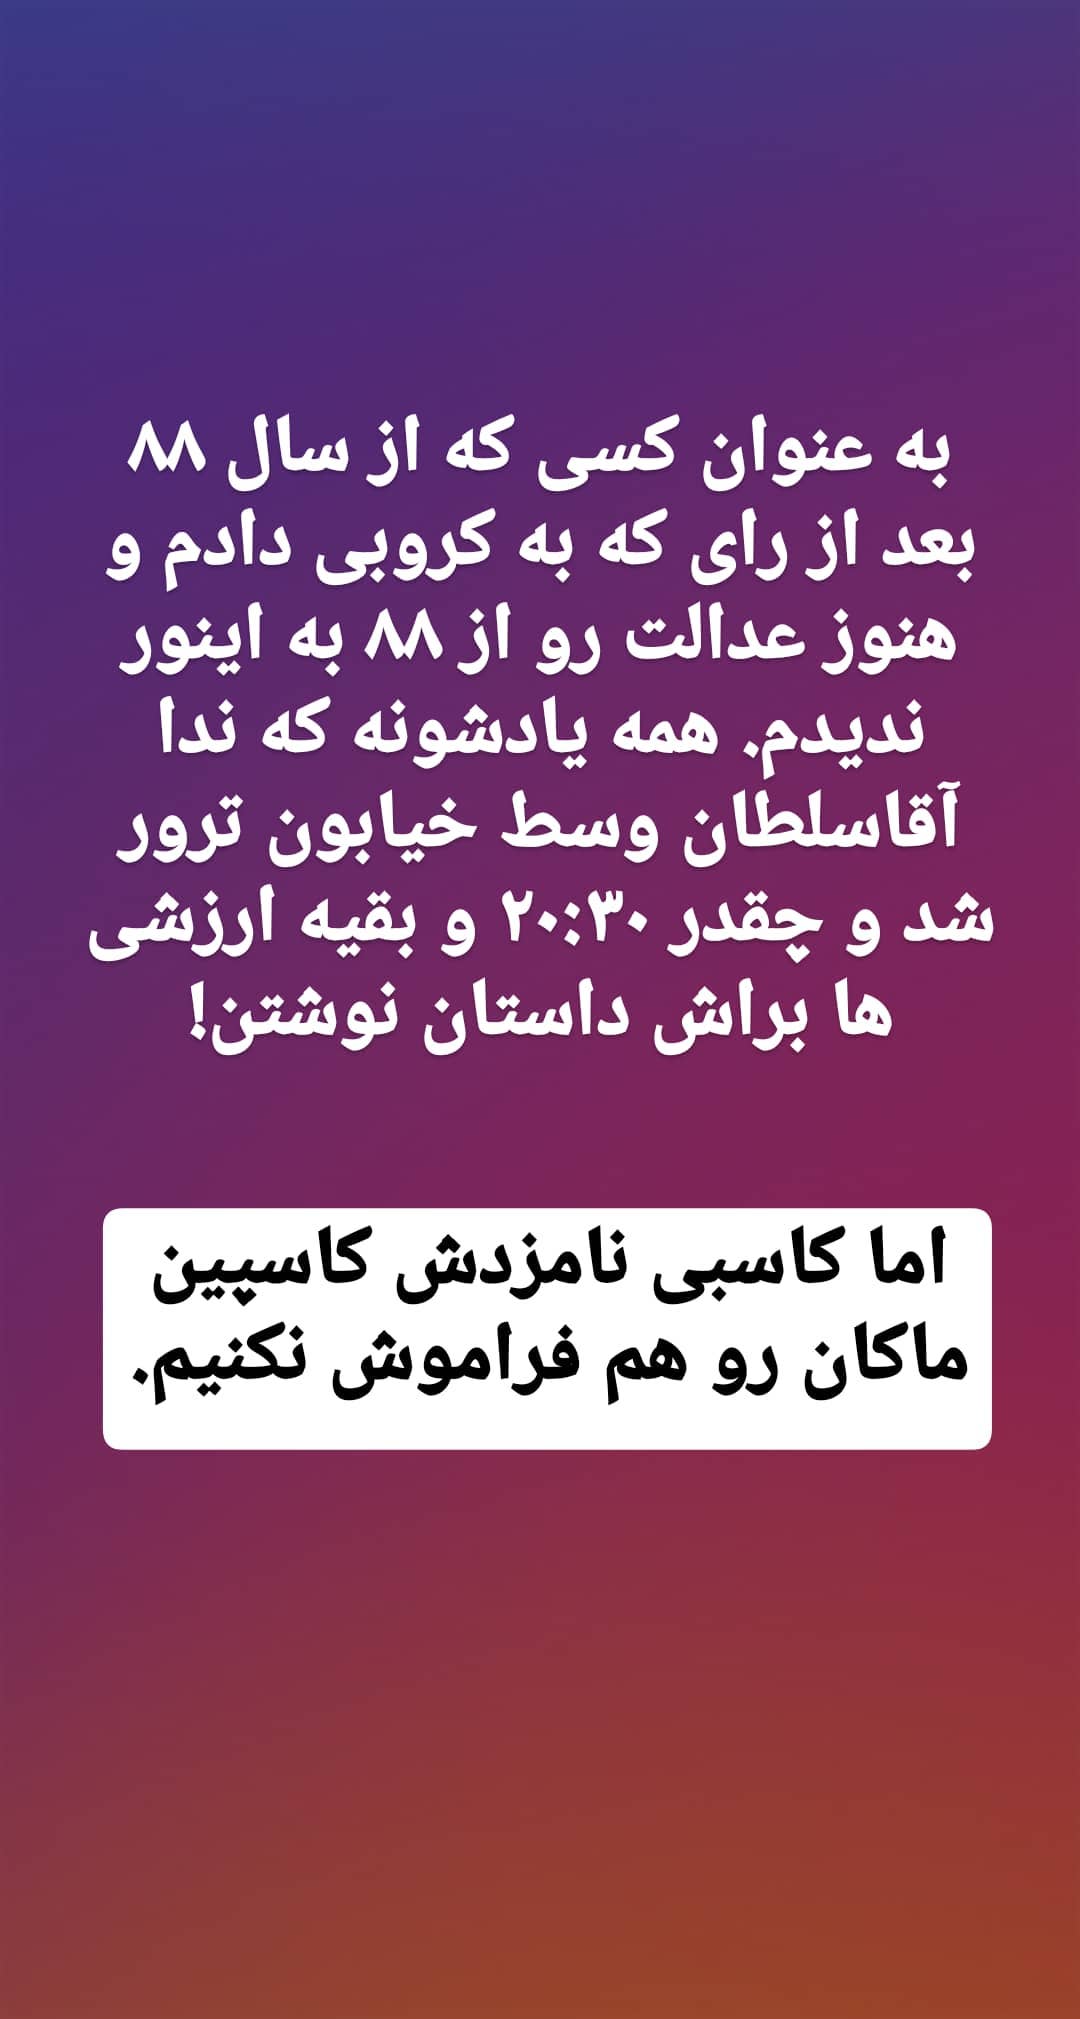 به عنوان کسی که از سال ۸۸
بعد از رای که به کروبی دادم و
هنوز عدالت رو از ۸۸ به اینور
ندیدم. همه یادشونه که ندا
آقاسلطان وسط خیابون ترور
شد و چقدر ۲۰:۳۰ و بقیه ارزشی
ها براش داستان نوشتن!
اما کاسبی نامزدش کاسپین
ماکان رو هم فراموش نکنیم.